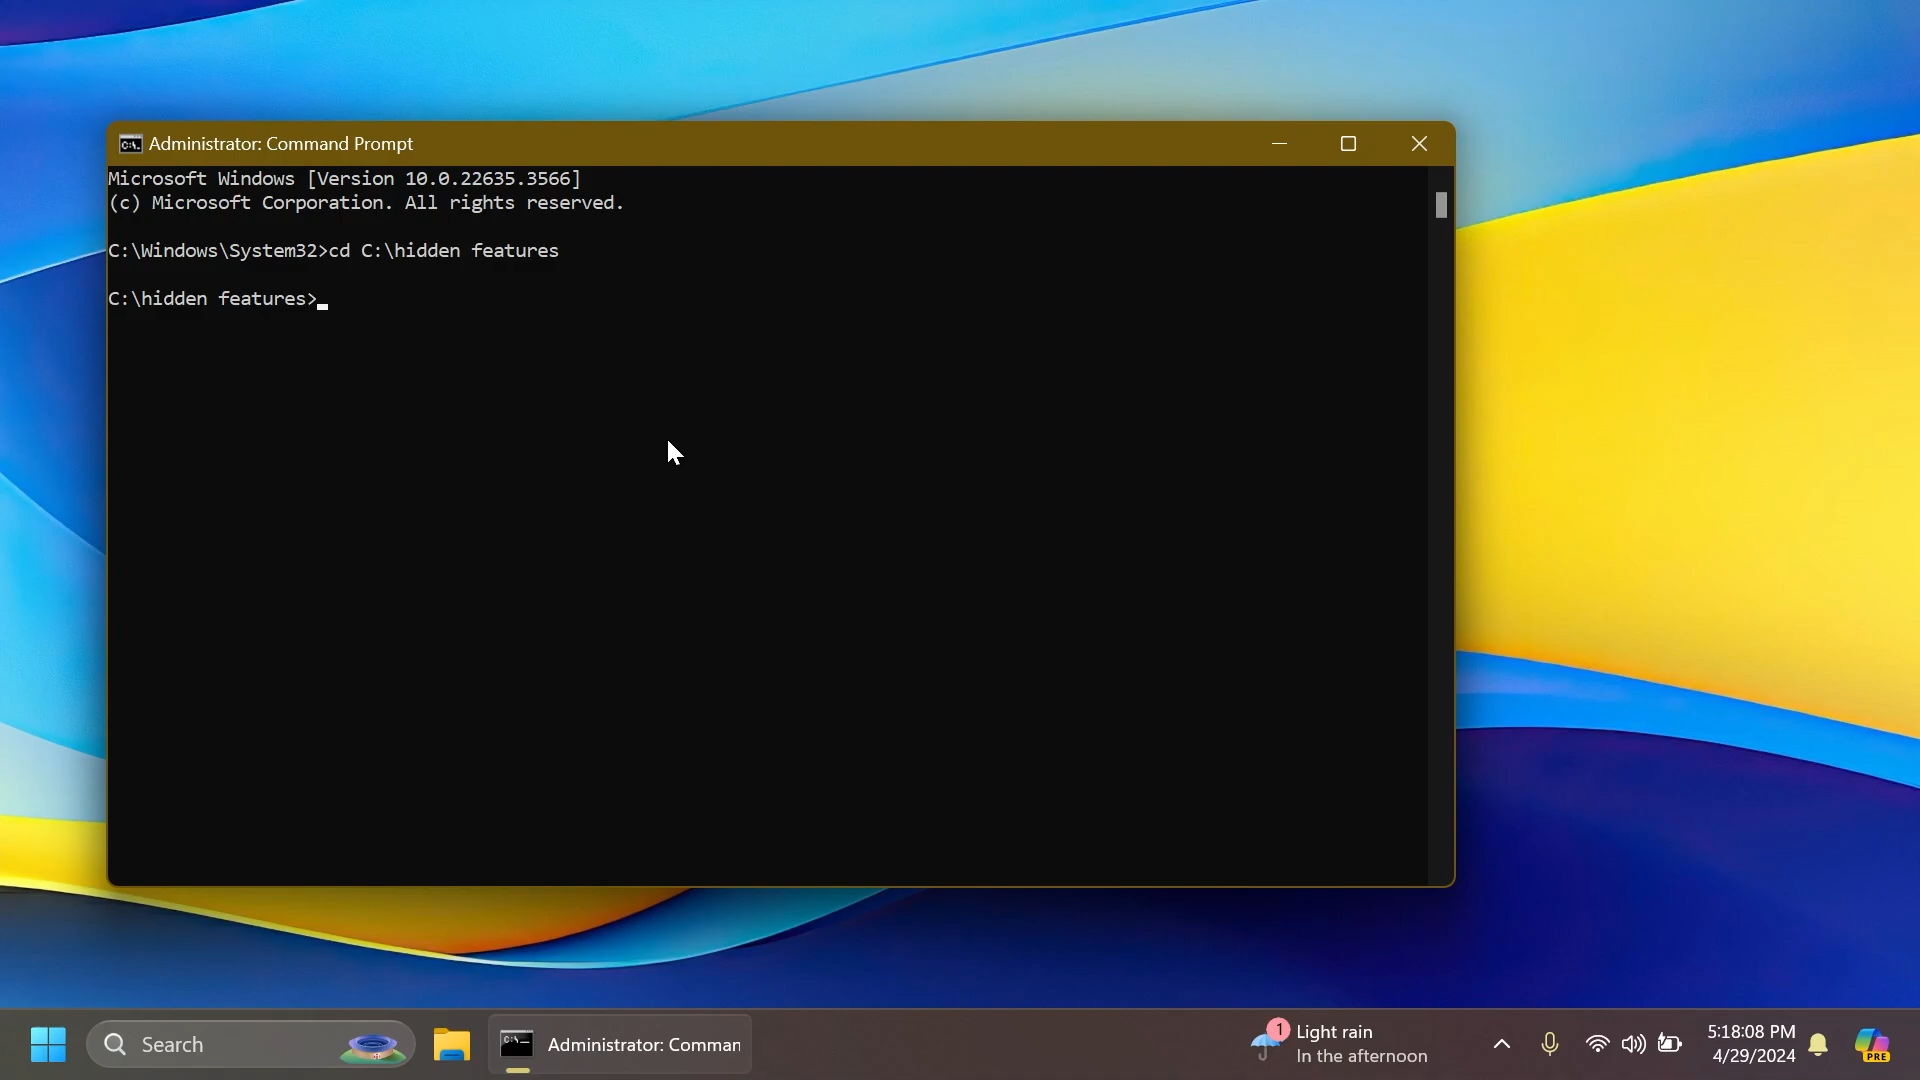 Administrator: Command Prompt
Microsoft Windows [Version 10.0.22635.3566]
(c) Microsoft Corporation. All rights reserved.
C:\Windows\System32>cd C:\hidden features
C:\hidden features>
Search
Administrator: Comman
1
Light rain
In the afternoon
5:18:08 PM
4/29/2024
PRE